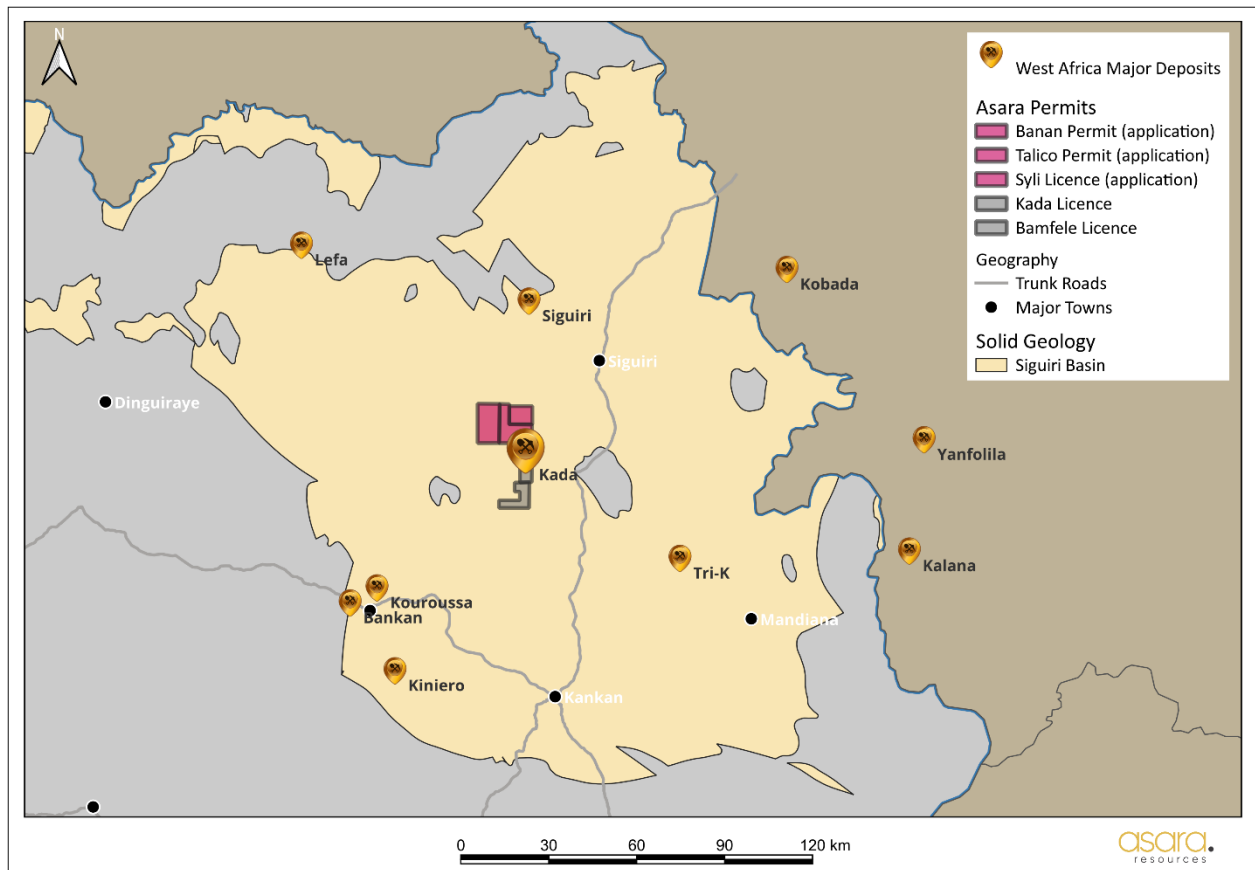 N
West Africa Major Deposits
Asara Permits
Banan Permit (application)
Talico Permit (application)
Syli Licence (application)
Kada Licence
Bamfele Licence
Geography
Trunk Roads
Major Towns
Solid Geology
Siguiri Basin
Lefa
Kobada
Siguiri
Siguiri
Dinguiraye
Yanfolila
Kada
Kalana
Tri-K
Kouroussa
Bankan
Mandiana
Kiniero
Kankan
0 30 60 90 120 km
asara.
resources